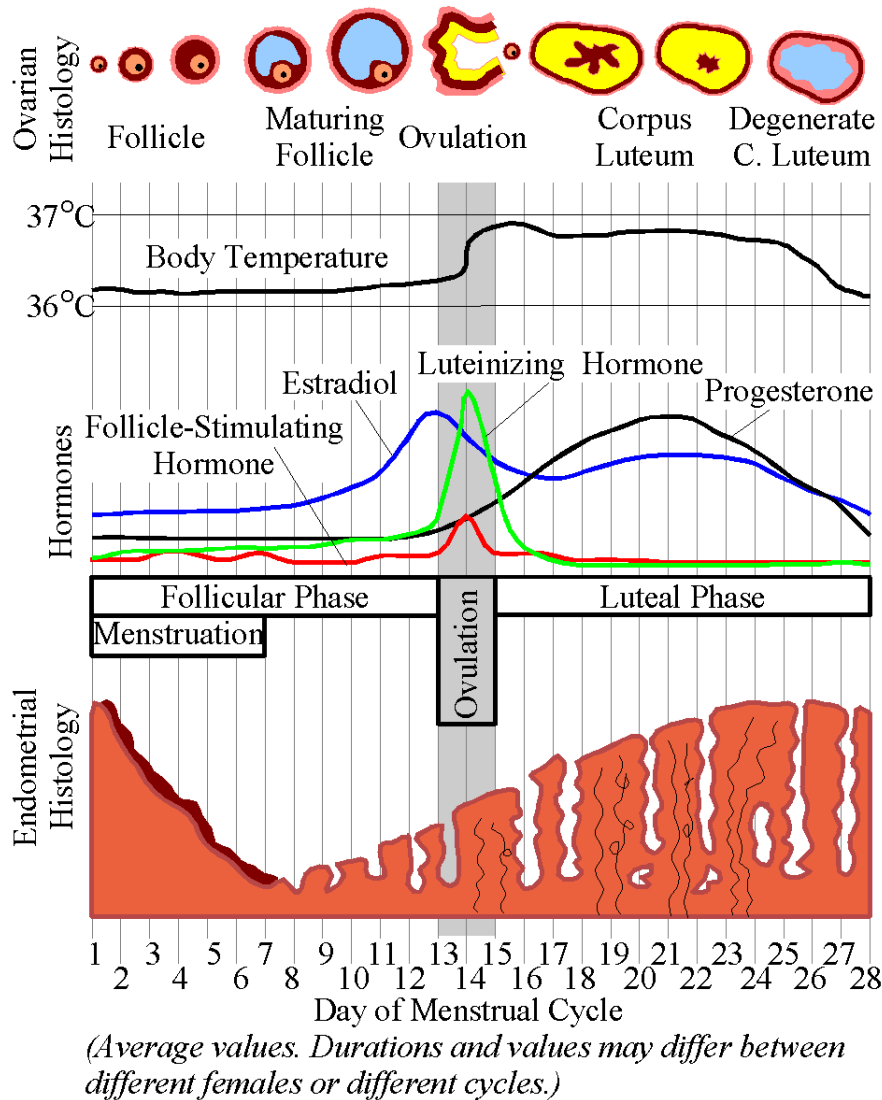 Ovarian
Histology
Follicle
Maturing
Follicle
Ovulation
Corpus
Luteum
Degenerate
C. Luteum
37°C
Body Temperature
36°C
Hormones
Estradiol
Luteinizing Hormone
Progesterone
Follicle-Stimulating
Hormone
Follicular Phase
Luteal Phase
Menstruation
Ovulation
Endometrial
Histology
1 3 5 7 9 11 13 15 17 19 21 23 25 27
2 4 6 8 10 12 14 16 18 20 22 24 26 28
Day of Menstrual Cycle
(Average values. Durations and values may differ between
different females or different cycles.)